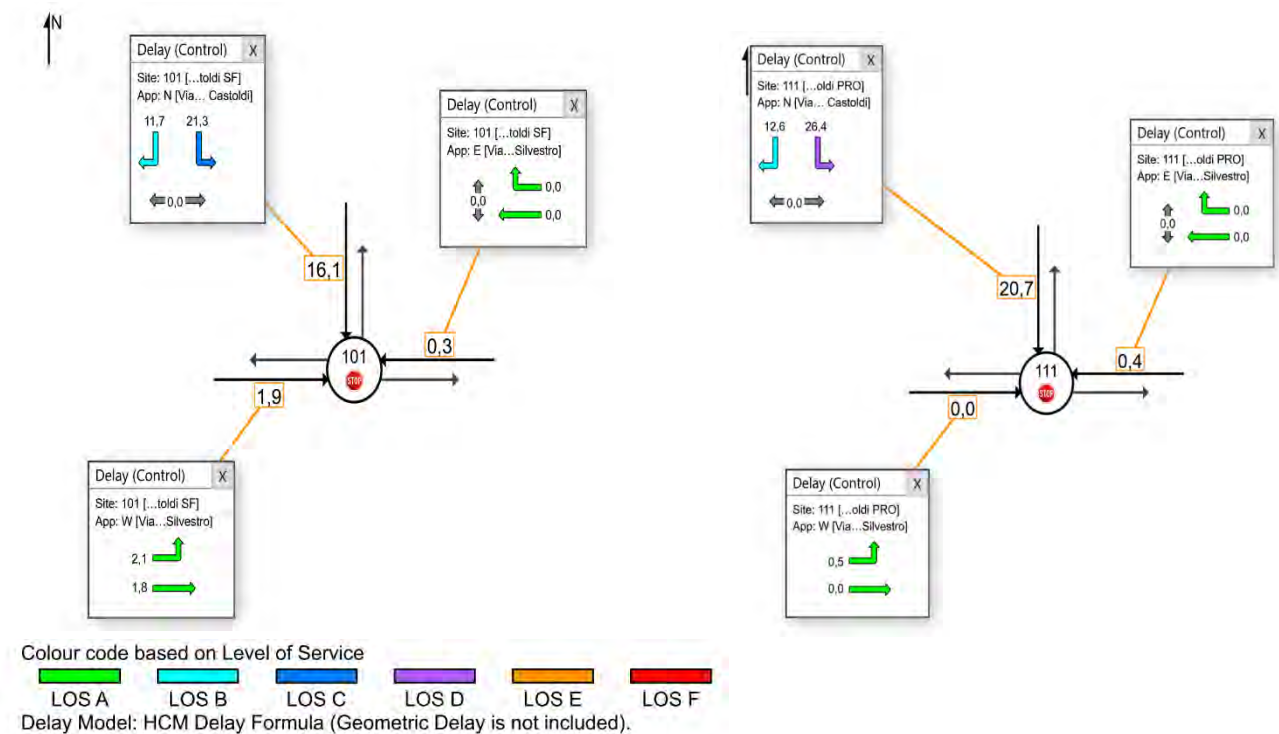 N
Delay (Control) X
Site: 101 [...toldi SF]
App: N [Via... Castoldi]
11,7 21,3
0,0
Delay (Control) X
Site: 101 [...toldi SF]
App: E [Via...Silvestro]
0,0
0,0
0,0
16,1
0,3
101
STOP
1,9
Delay (Control) X
Site: 101 [...toldi SF]
App: W [Via...Silvestro]
2,1
1,8
Delay (Control) X
Site: 111 [...oldi PRO]
App: N [Via... Castoldi]
12,6 26,4
0,0
Delay (Control) X
Site: 111 [...oldi PRO]
App: E [Via...Silvestro]
0,0
0,0
0,0
20,7
0,4
111
STOP
0,0
Delay (Control) X
Site: 111 [...oldi PRO]
App: W [Via...Silvestro]
0,5
0,0
Colour code based on Level of Service
LOS A LOS B LOS C LOS D LOS E LOS F
Delay Model: HCM Delay Formula (Geometric Delay is not included).